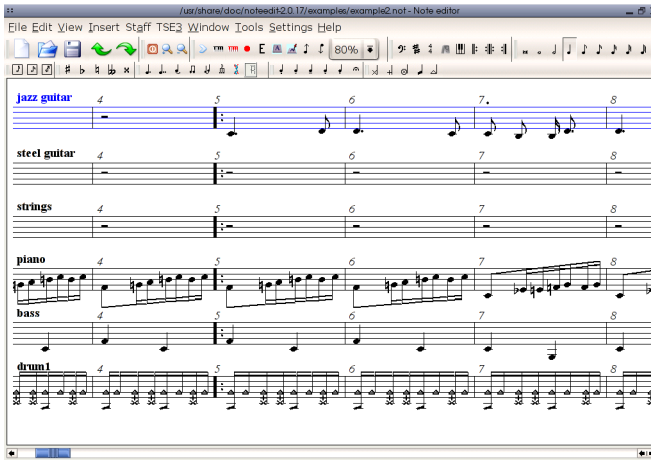 /usr/share/doc/noteedit-2.0.17/examples/example2.not - Note editor
File Edit View Insert Staff TSE3 Window Tools Settings Help
E 80%
jazz guitar 4 5 6 7 8
steel guitar 4 5 6 7 8
strings 4 5 6 7 8
piano 4 5 6 7 8
bass 4 5 6 7 8
drum1 4 5 6 7 8